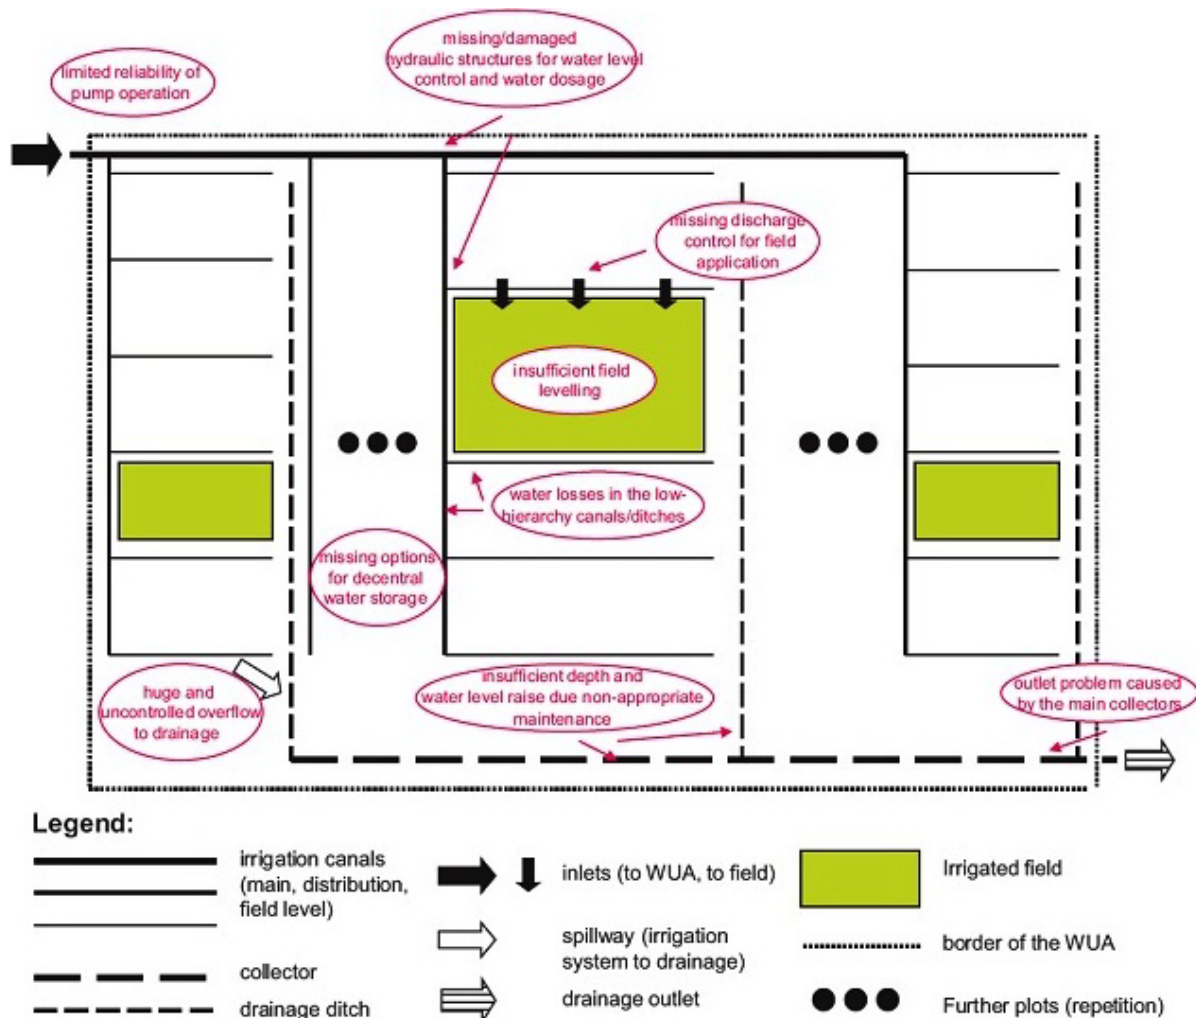 missing/damaged
hydraulic structures for water level
control and water dosage
limited reliability of
pump operation
missing discharge
control for field
application
insufficient field
levelling
water losses in the low-
hierarchy canals/ditches
missing options
for decentral
water storage
huge and
uncontrolled overflow
to drainage
insufficient depth and
water level raise due non-appropriate
maintenance
outlet problem caused
by the main collectors
Legend:
irrigation canals
(main, distribution,
field level)
collector
drainage ditch
inlets (to WUA, to field)
spillway (irrigation
system to drainage)
drainage outlet
Irrigated field
border of the WUA
Further plots (repetition)